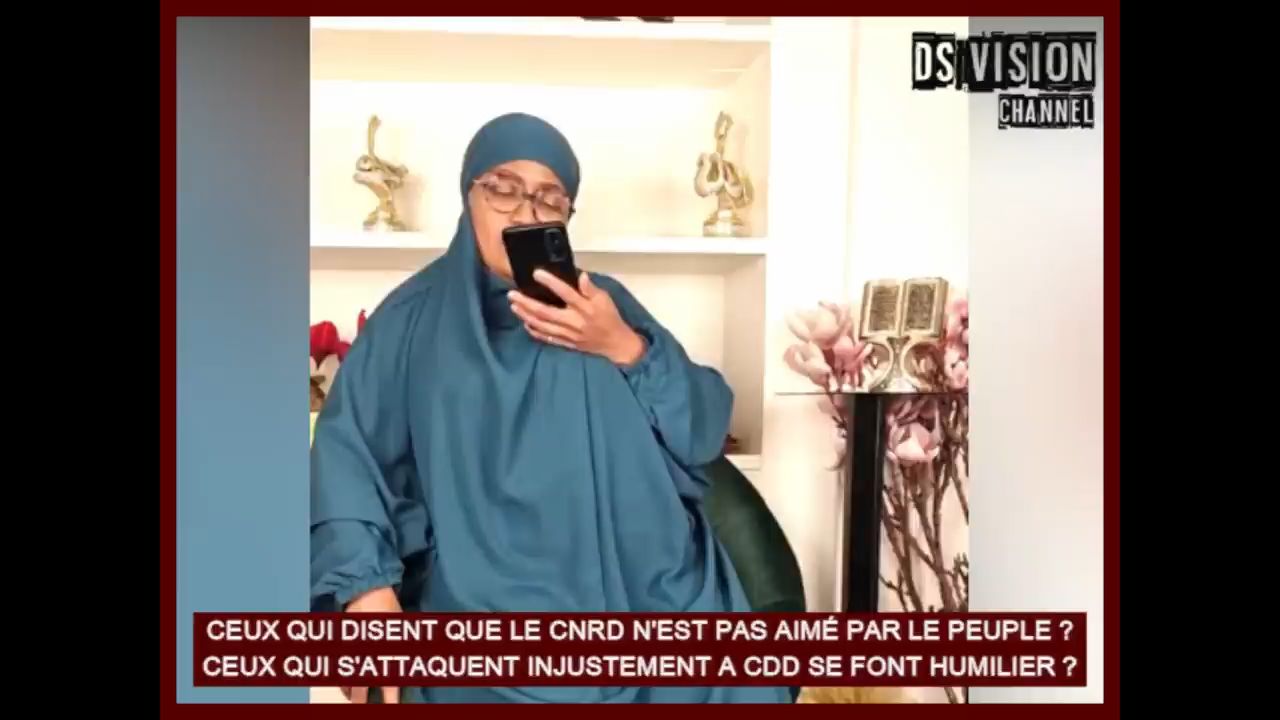 DS VISION
CHANNEL
CEUX QUI DISENT QUE LE CNRD N'EST PAS AIMÉ PAR LE PEUPLE ?
CEUX QUI S'ATTAQUENT INJUSTEMENT A CDD SE FONT HUMILIER ?